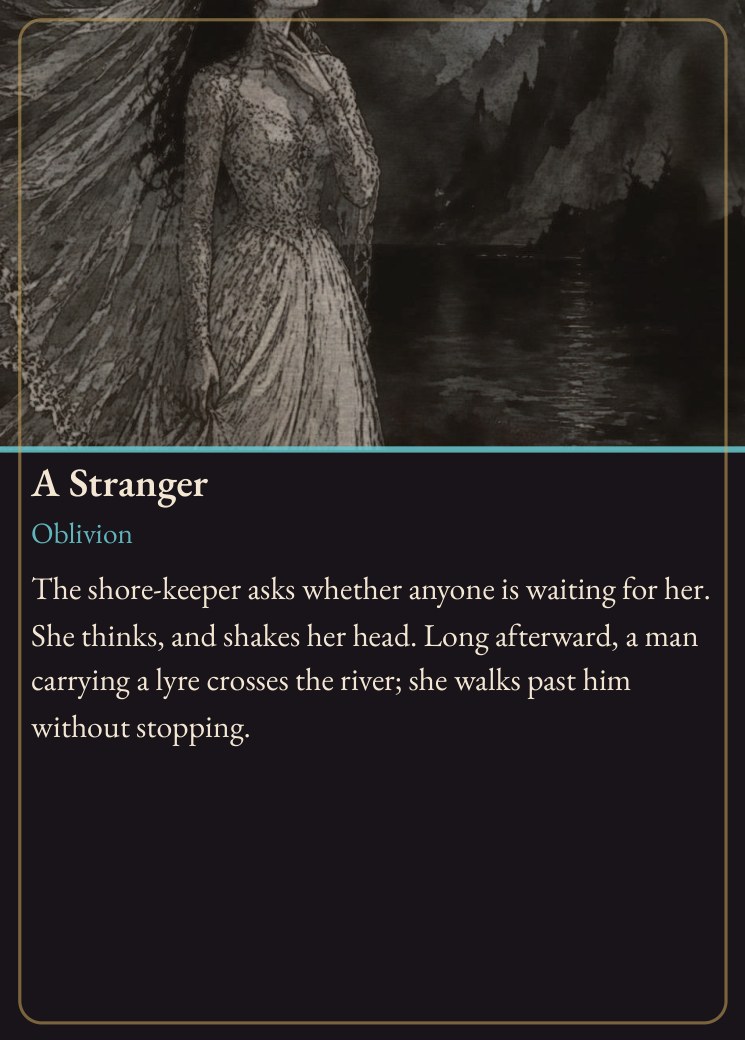 A Stranger
Oblivion
The shore-keeper asks whether anyone is waiting for her.
She thinks, and shakes her head. Long afterward, a man
carrying a lyre crosses the river; she walks past him
without stopping.